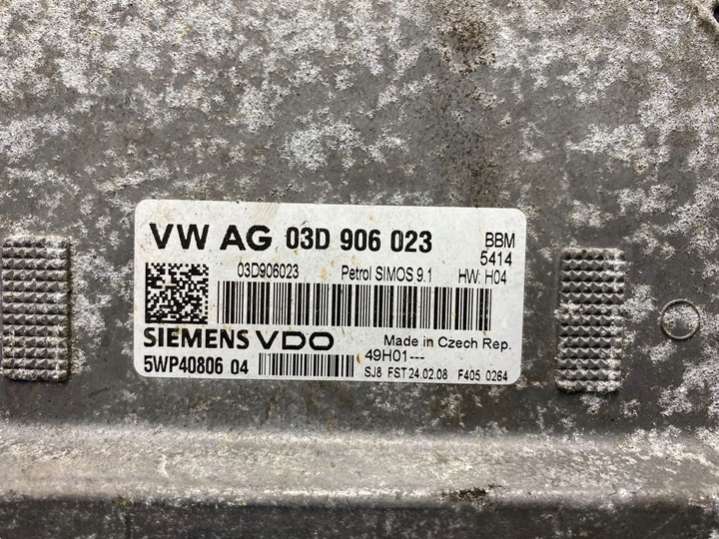 VW AG 03D 906 023 BBM
5414
03D906023 Petrol SIMOS 9.1 HW: H04
SIEMENS VDO Made in Czech Rep.
5WP40806 04 49H01---
SJ8 FST 24.02.08 F405 0264